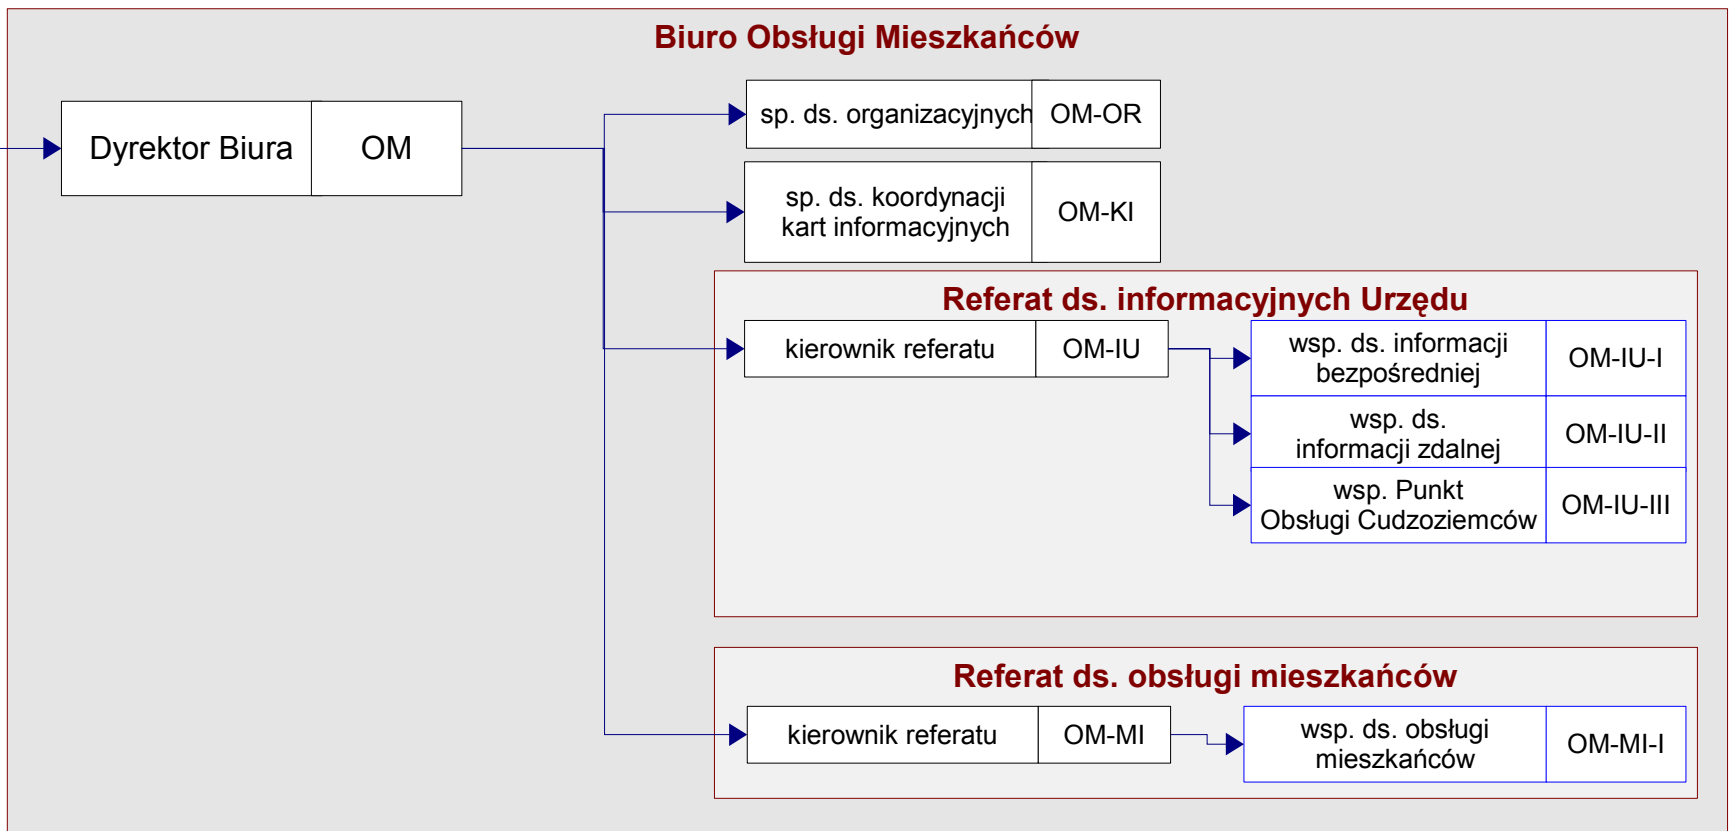 Biuro Obsługi Mieszkańców
Dyrektor Biura OM
sp. ds. organizacyjnych OM-OR
sp. ds. koordynacji
kart informacyjnych
OM-KI
Referat ds. informacyjnych Urzędu
kierownik referatu OM-IU
wsp. ds. informacji
bezpośredniej
OM-IU-I
wsp. ds.
informacji zdalnej
OM-IU-II
wsp. Punkt
Obsługi Cudzoziemców
OM-IU-III
Referat ds. obsługi mieszkańców
kierownik referatu OM-MI
wsp. ds. obsługi
mieszkańców
OM-MI-I